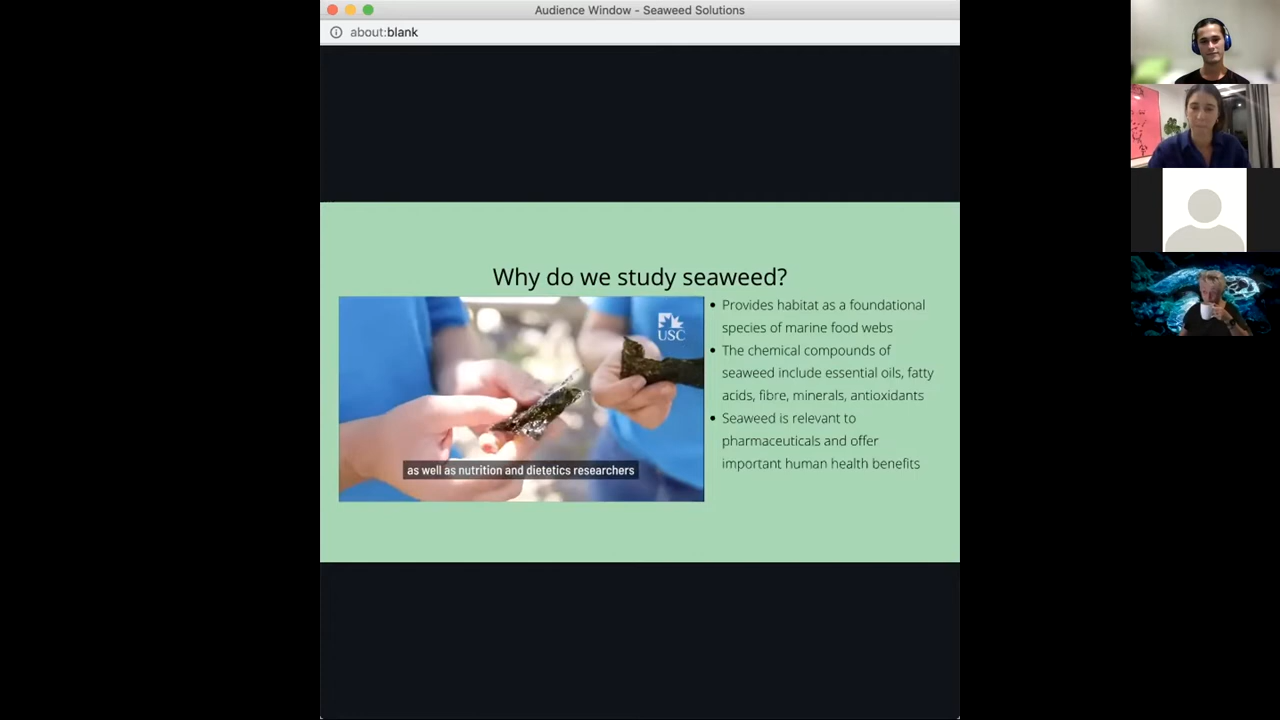 Audience Window - Seaweed Solutions
about:blank
Why do we study seaweed?
USC
as well as nutrition and dietetics researchers
• Provides habitat as a foundational
species of marine food webs
• The chemical compounds of
seaweed include essential oils, fatty
acids, fibre, minerals, antioxidants
• Seaweed is relevant to
pharmaceuticals and offer
important human health benefits